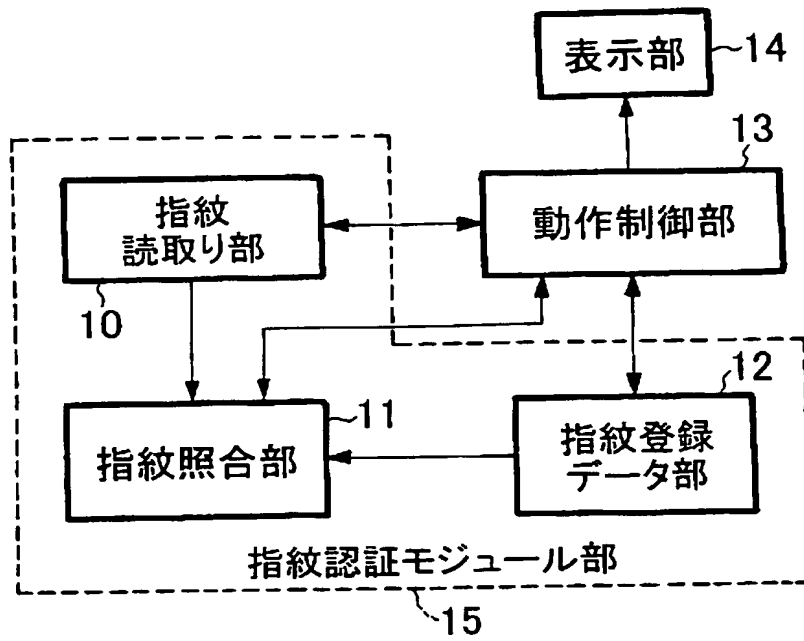 表示部
14
13
指紋
読取り部
動作制御部
10
12
11
指紋照合部
指紋登録
データ部
指紋認証モジュール部
15